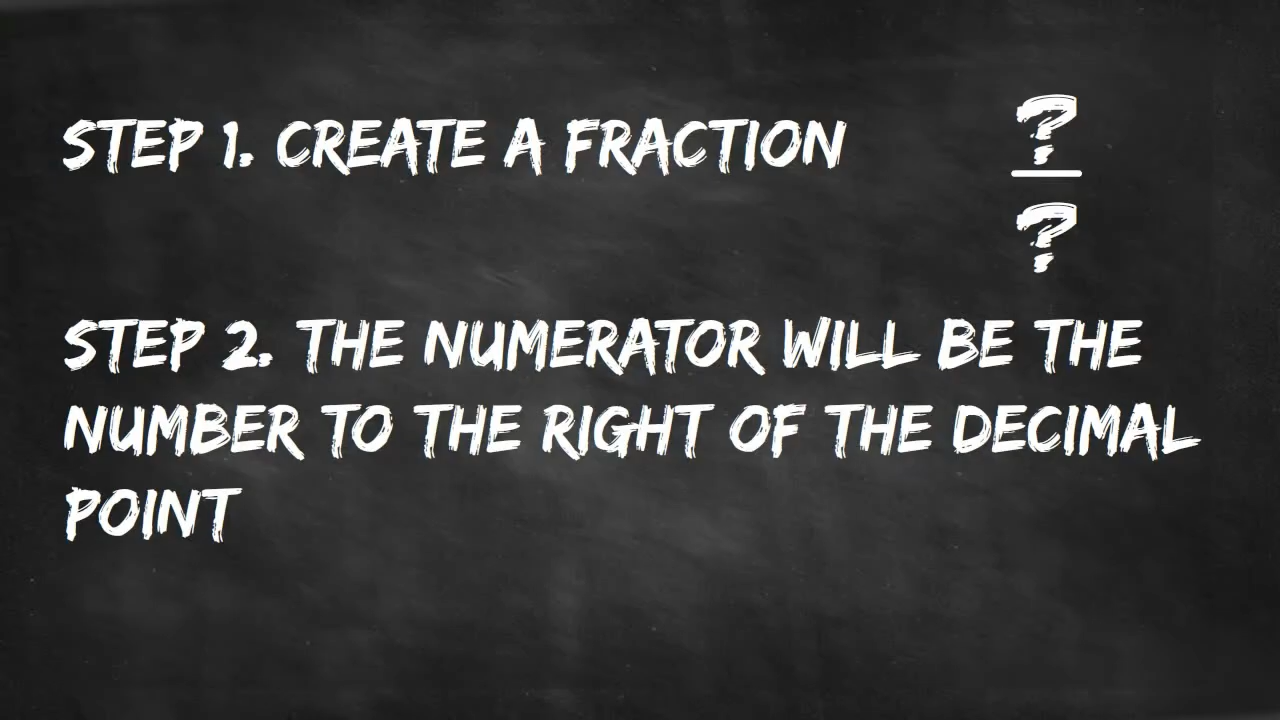 STEP 1. CREATE A FRACTION
?
?
STEP 2. THE NUMERATOR WILL BE THE
NUMBER TO THE RIGHT OF THE DECIMAL
POINT